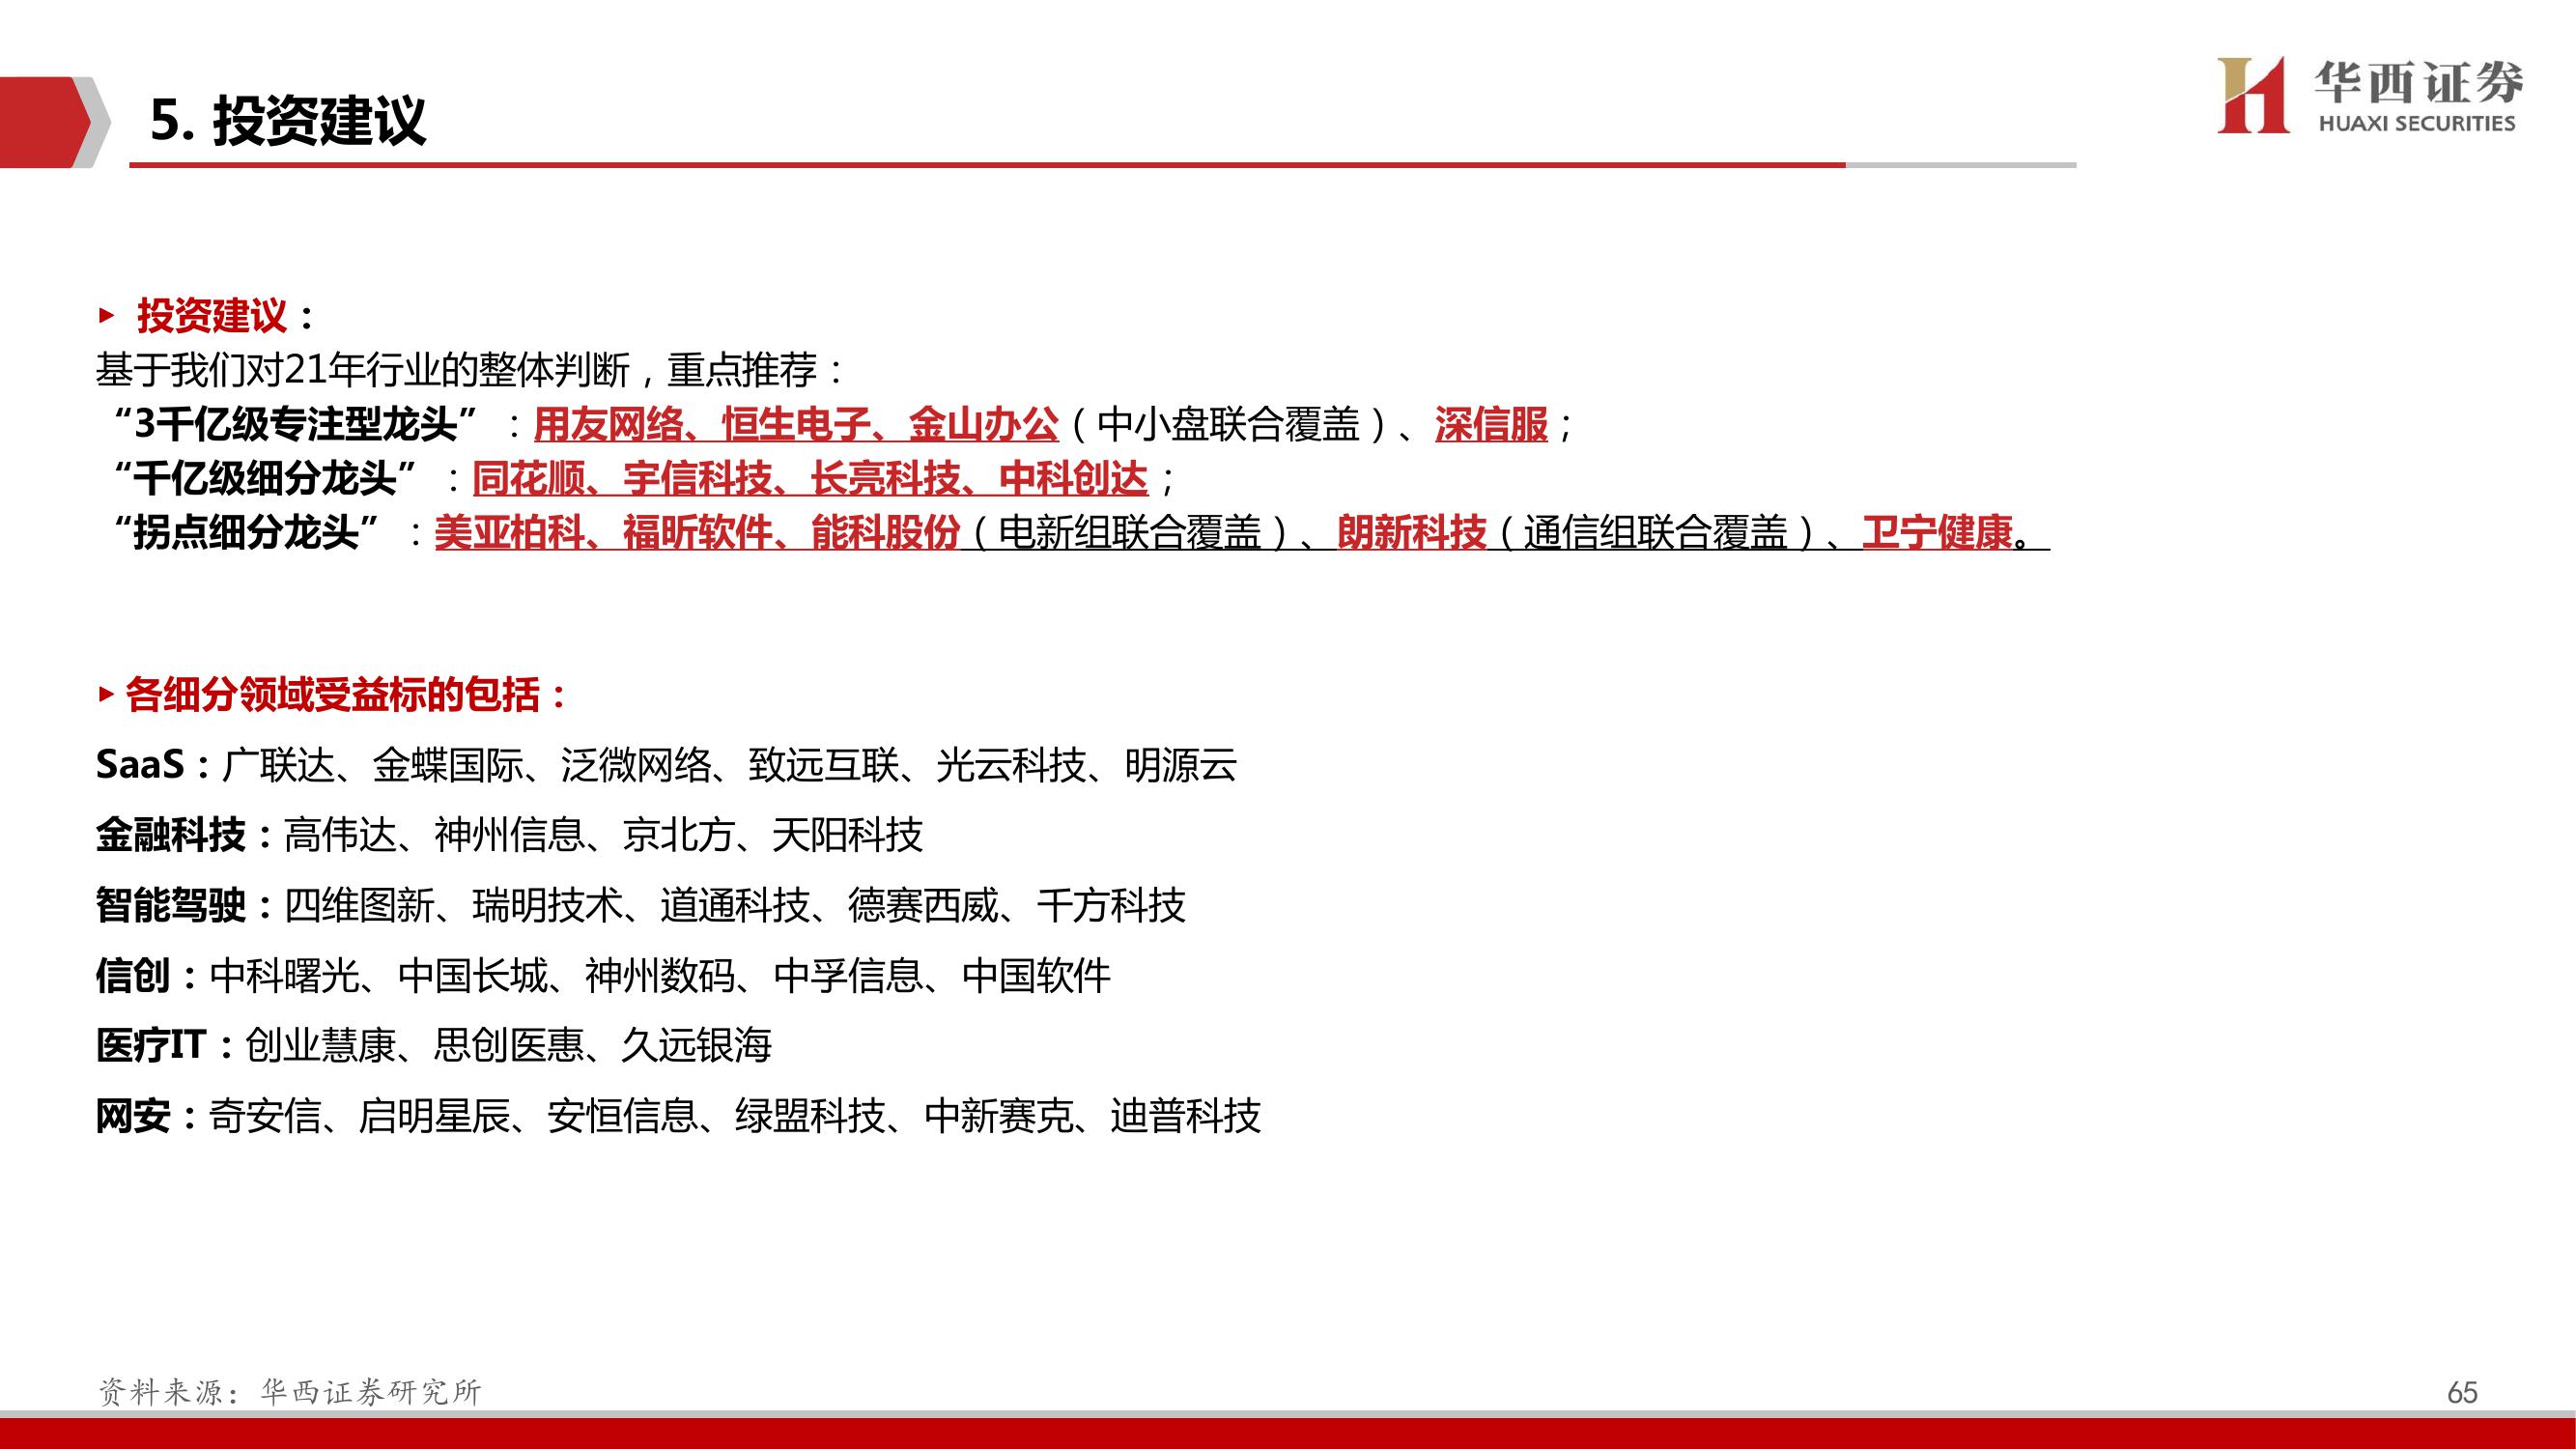 5. 投资建议
华西证券
HUAXI SECURITIES
投资建议：
基于我们对21年行业的整体判断，重点推荐：
“3千亿级专注型龙头”：用友网络、恒生电子、金山办公（中小盘联合覆盖）、深信服；
“千亿级细分龙头”：同花顺、宇信科技、长亮科技、中科创达；
“拐点细分龙头”：美亚柏科、福昕软件、能科股份（电新组联合覆盖）、朗新科技（通信组联合覆盖）、卫宁健康。
各细分领域受益标的包括：
SaaS：广联达、金蝶国际、泛微网络、致远互联、光云科技、明源云
金融科技：高伟达、神州信息、京北方、天阳科技
智能驾驶：四维图新、瑞明技术、道通科技、德赛西威、千方科技
信创：中科曙光、中国长城、神州数码、中孚信息、中国软件
医疗IT：创业慧康、思创医惠、久远银海
网安：奇安信、启明星辰、安恒信息、绿盟科技、中新赛克、迪普科技
资料来源：华西证券研究所
65